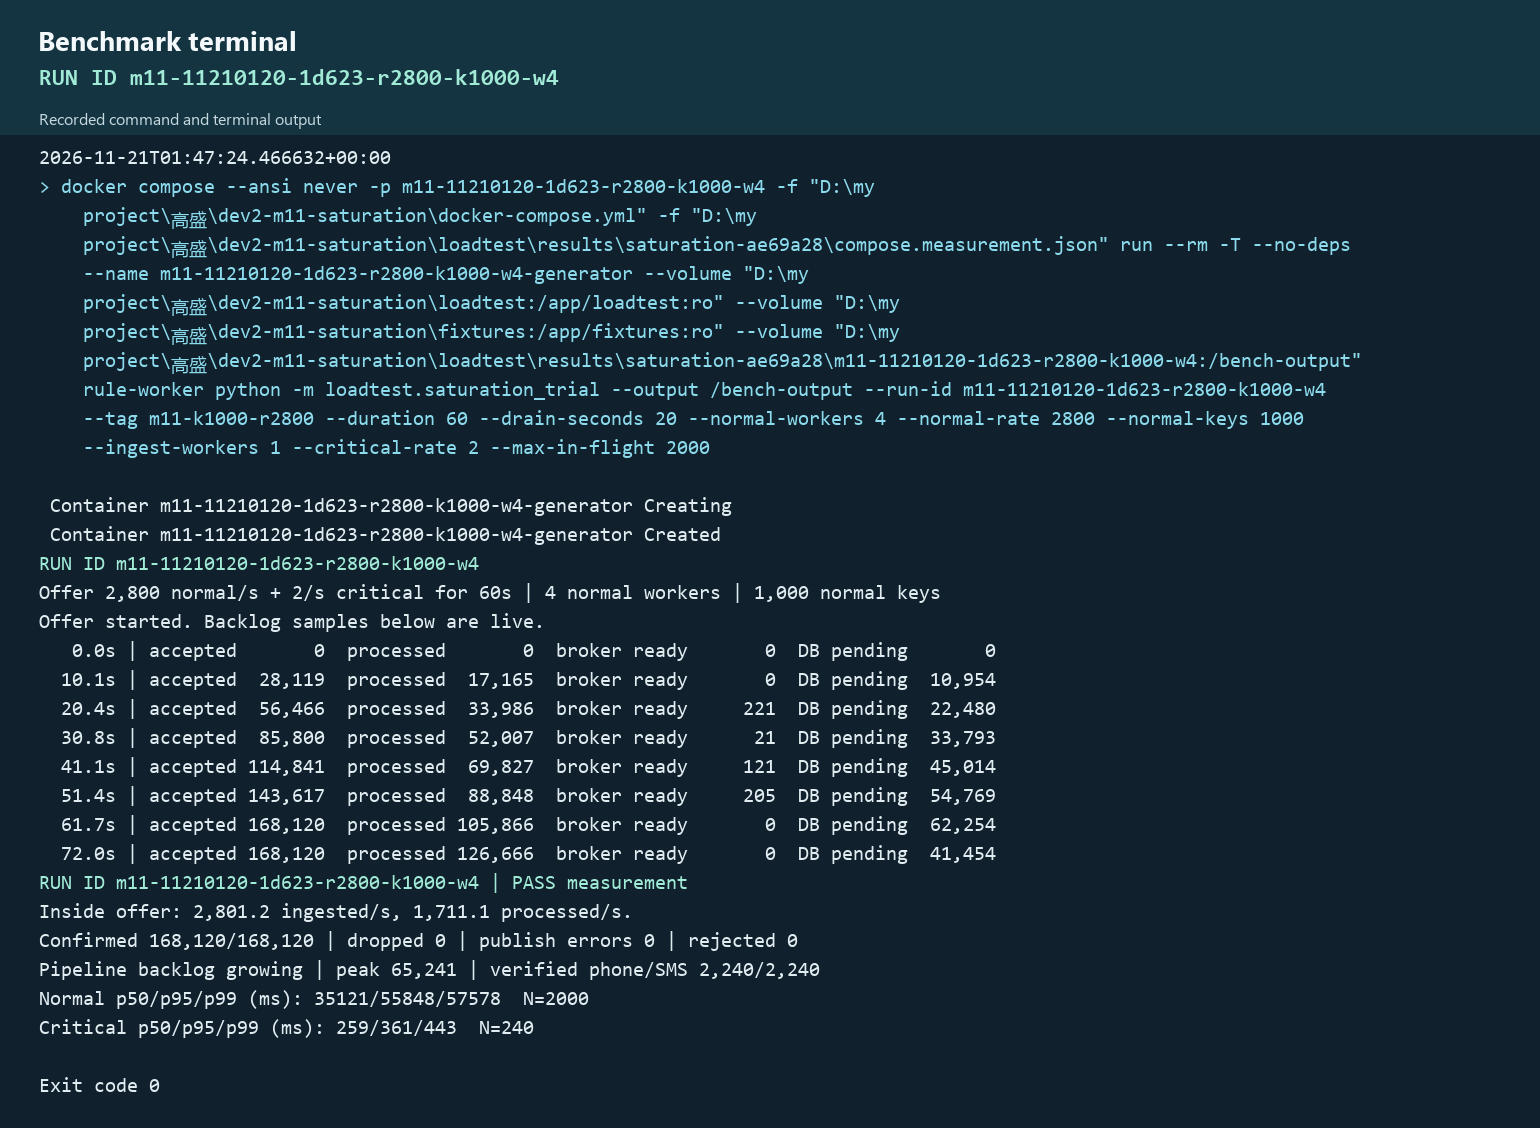 Benchmark terminal
RUN ID m11-11210120-1d623-r2800-k1000-w4
Recorded command and terminal output
2026-11-21T01:47:24.466632+00:00
> docker compose --ansi never -p m11-11210120-1d623-r2800-k1000-w4 -f "D:\my
project\高盛\dev2-m11-saturation\docker-compose.yml" -f "D:\my
project\高盛\dev2-m11-saturation\loadtest\results\saturation-ae69a28\compose.measurement.json" run --rm -T --no-deps
--name m11-11210120-1d623-r2800-k1000-w4-generator --volume "D:\my
project\高盛\dev2-m11-saturation\loadtest:/app/loadtest:ro" --volume "D:\my
project\高盛\dev2-m11-saturation\fixtures:/app/fixtures:ro" --volume "D:\my
project\高盛\dev2-m11-saturation\loadtest\results\saturation-ae69a28\m11-11210120-1d623-r2800-k1000-w4:/bench-output"
rule-worker python -m loadtest.saturation_trial --output /bench-output --run-id m11-11210120-1d623-r2800-k1000-w4
--tag m11-k1000-r2800 --duration 60 --drain-seconds 20 --normal-workers 4 --normal-rate 2800 --normal-keys 1000
--ingest-workers 1 --critical-rate 2 --max-in-flight 2000
Container m11-11210120-1d623-r2800-k1000-w4-generator Creating
Container m11-11210120-1d623-r2800-k1000-w4-generator Created
RUN ID m11-11210120-1d623-r2800-k1000-w4
Offer 2,800 normal/s + 2/s critical for 60s | 4 normal workers | 1,000 normal keys
Offer started. Backlog samples below are live.
0.0s | accepted 0 processed 0 broker ready 0 DB pending 0
10.1s | accepted 28,119 processed 17,165 broker ready 0 DB pending 10,954
20.4s | accepted 56,466 processed 33,986 broker ready 221 DB pending 22,480
30.8s | accepted 85,800 processed 52,007 broker ready 21 DB pending 33,793
41.1s | accepted 114,841 processed 69,827 broker ready 121 DB pending 45,014
51.4s | accepted 143,617 processed 88,848 broker ready 205 DB pending 54,769
61.7s | accepted 168,120 processed 105,866 broker ready 0 DB pending 62,254
72.0s | accepted 168,120 processed 126,666 broker ready 0 DB pending 41,454
RUN ID m11-11210120-1d623-r2800-k1000-w4 | PASS measurement
Inside offer: 2,801.2 ingested/s, 1,711.1 processed/s.
Confirmed 168,120/168,120 | dropped 0 | publish errors 0 | rejected 0
Pipeline backlog growing | peak 65,241 | verified phone/SMS 2,240/2,240
Normal p50/p95/p99 (ms): 35121/55848/57578 N=2000
Critical p50/p95/p99 (ms): 259/361/443 N=240
Exit code 0